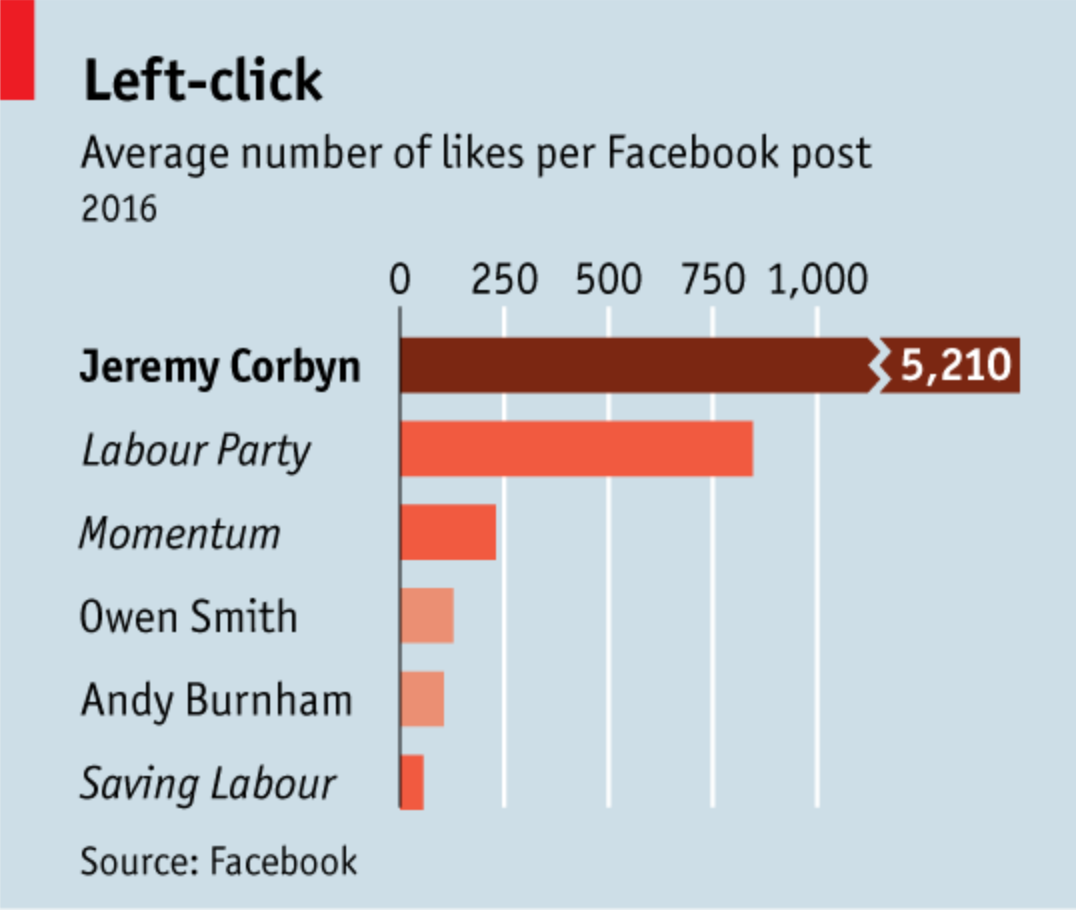 Left-click
Average number of likes per Facebook post
2016
0 250 500 750 1,000
Jeremy Corbyn 5,210
Labour Party
Momentum
Owen Smith
Andy Burnham
Saving Labour
Source: Facebook